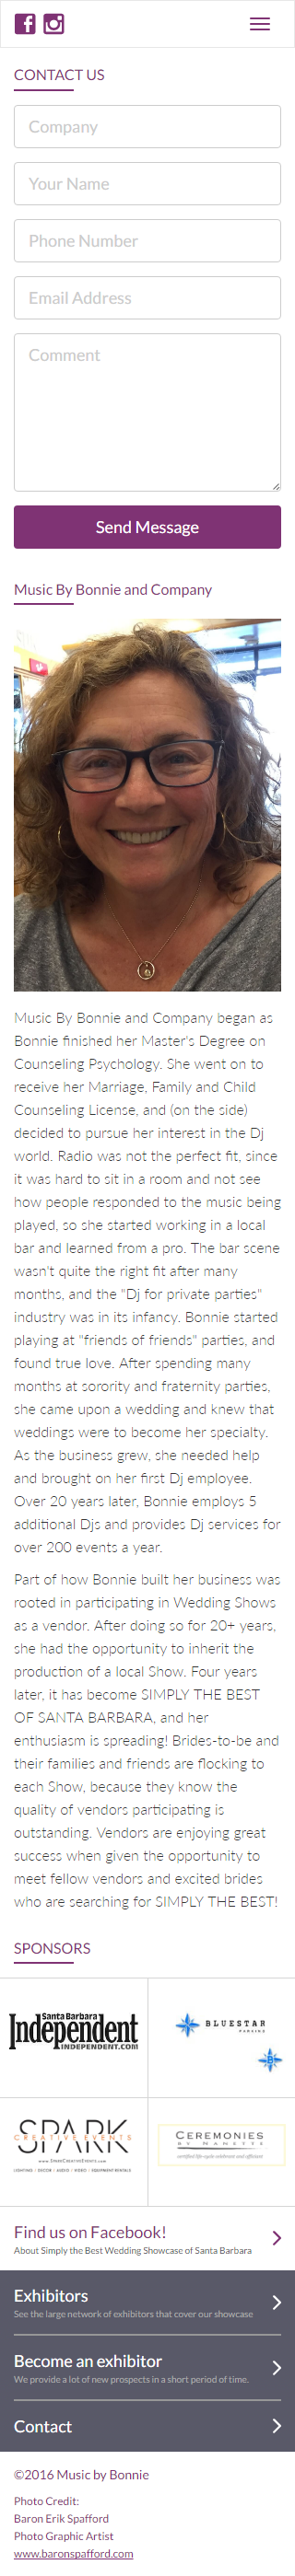 CONTACT US
Company
Your Name
Phone Number
Email Address
Comment
Send Message
Music By Bonnie and Company
Music By Bonnie and Company began as
Bonnie finished her Master's Degree on
Counseling Psychology. She went on to
receive her Marriage, Family and Child
Counseling License, and (on the side)
decided to pursue her interest in the Dj
world. Radio was not the perfect fit, since
it was hard to sit in a room and not see
how people responded to the music being
played, so she started working in a local
bar and learned from a pro. The bar scene
wasn't quite the right fit after many
months, and the "Dj for private parties"
industry was in its infancy. Bonnie started
playing at "friends of friends" parties, and
found true love. After spending many
months at sorority and fraternity parties,
she came upon a wedding and knew that
weddings were to become her specialty.
As the business grew, she needed help
and brought on her first Dj employee.
Over 20 years later, Bonnie employs 5
additional Djs and provides Dj services for
over 200 events a year.
Part of how Bonnie built her business was
rooted in participating in Wedding Shows
as a vendor. After doing so for 20+ years,
she had the opportunity to inherit the
production of a local Show. Four years
later, it has become SIMPLY THE BEST
OF SANTA BARBARA, and her
enthusiasm is spreading! Brides-to-be and
their families and friends are flocking to
each Show, because they know the
quality of vendors participating is
outstanding. Vendors are enjoying great
success when given the opportunity to
meet fellow vendors and excited brides
who are searching for SIMPLY THE BEST!
SPONSORS
Santa Barbara
Independent
INDEPENDENT.COM
BLUESTAR
PARKING
B
SPARK
CREATIVE EVENTS
www.SparkCreativeEvents.com
LIGHTING · DECOR · AUDIO · VIDEO · EQUIPMENT RENTALS
CEREMONIES
BY NANETTE
Find us on Facebook!
About Simply the Best Wedding Showcase of Santa Barbara
Exhibitors
See the large network of exhibitors that cover our showcase
Become an exhibitor
We provide a lot of new prospects in a short period of time.
Contact
©2016 Music by Bonnie
Photo Credit:
Baron Erik Spafford
Photo Graphic Artist
www.baronspafford.com